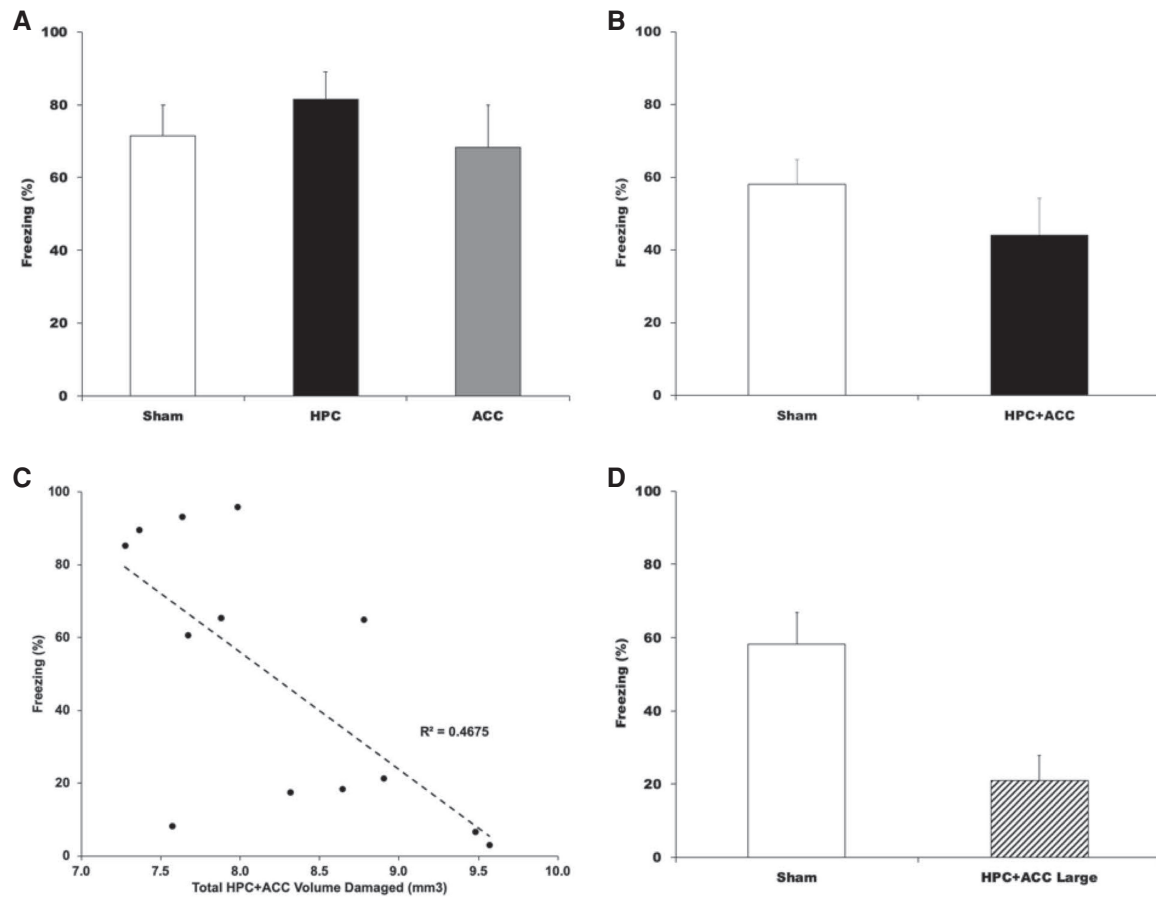 A
100
80
60
40
20
0
Freezing (%)
Sham HPC ACC
B
100
80
60
40
20
0
Freezing (%)
Sham HPC+ACC
C
100
80
60
40
20
0
Freezing (%)
R² = 0.4675
7.0 7.5 8.0 8.5 9.0 9.5 10.0
Total HPC+ACC Volume Damaged (mm3)
D
100
80
60
40
20
0
Freezing (%)
Sham HPC+ACC Large